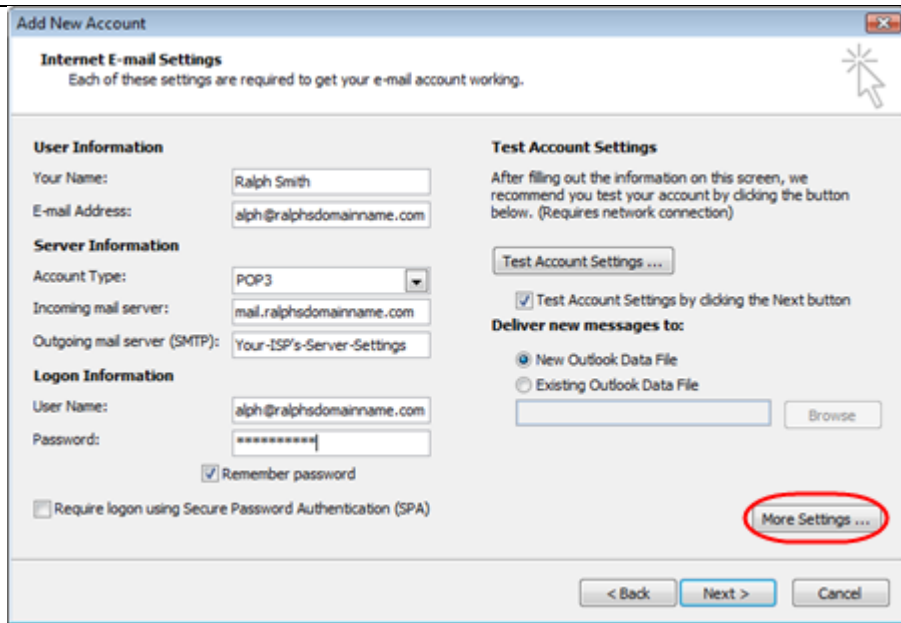 Add New Account
Internet E-mail Settings
Each of these settings are required to get your e-mail account working.
User Information
Your Name: Ralph Smith
E-mail Address: alph@ralphsdomainname.com
Server Information
Account Type: POP3
Incoming mail server: mail.ralphsdomainname.com
Outgoing mail server (SMTP): Your-ISP's-Server-Settings
Logon Information
User Name: alph@ralphsdomainname.com
Password: **********
Remember password
Require logon using Secure Password Authentication (SPA)
Test Account Settings
After filling out the information on this screen, we
recommend you test your account by clicking the button
below. (Requires network connection)
Test Account Settings ...
Test Account Settings by clicking the Next button
Deliver new messages to:
New Outlook Data File
Existing Outlook Data File
Browse
More Settings ...
< Back
Next >
Cancel